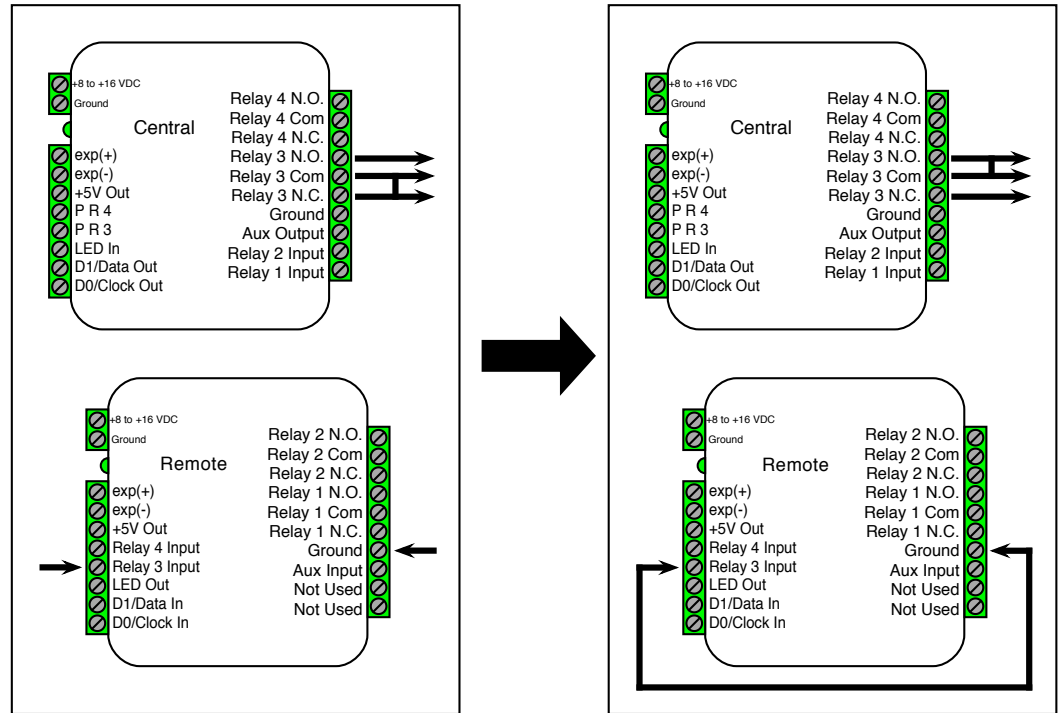 +8 to +16 VDC
Ground
Central
exp(+)
exp(-)
+5V Out
P R 4
P R 3
LED In
D1/Data Out
D0/Clock Out
Relay 4 N.O.
Relay 4 Com
Relay 4 N.C.
Relay 3 N.O.
Relay 3 Com
Relay 3 N.C.
Ground
Aux Output
Relay 2 Input
Relay 1 Input
+8 to +16 VDC
Ground
Remote
exp(+)
exp(-)
+5V Out
Relay 4 Input
Relay 3 Input
LED Out
D1/Data In
D0/Clock In
Relay 2 N.O.
Relay 2 Com
Relay 2 N.C.
Relay 1 N.O.
Relay 1 Com
Relay 1 N.C.
Ground
Aux Input
Not Used
Not Used
+8 to +16 VDC
Ground
Central
exp(+)
exp(-)
+5V Out
P R 4
P R 3
LED In
D1/Data Out
D0/Clock Out
Relay 4 N.O.
Relay 4 Com
Relay 4 N.C.
Relay 3 N.O.
Relay 3 Com
Relay 3 N.C.
Ground
Aux Output
Relay 2 Input
Relay 1 Input
+8 to +16 VDC
Ground
Remote
exp(+)
exp(-)
+5V Out
Relay 4 Input
Relay 3 Input
LED Out
D1/Data In
D0/Clock In
Relay 2 N.O.
Relay 2 Com
Relay 2 N.C.
Relay 1 N.O.
Relay 1 Com
Relay 1 N.C.
Ground
Aux Input
Not Used
Not Used